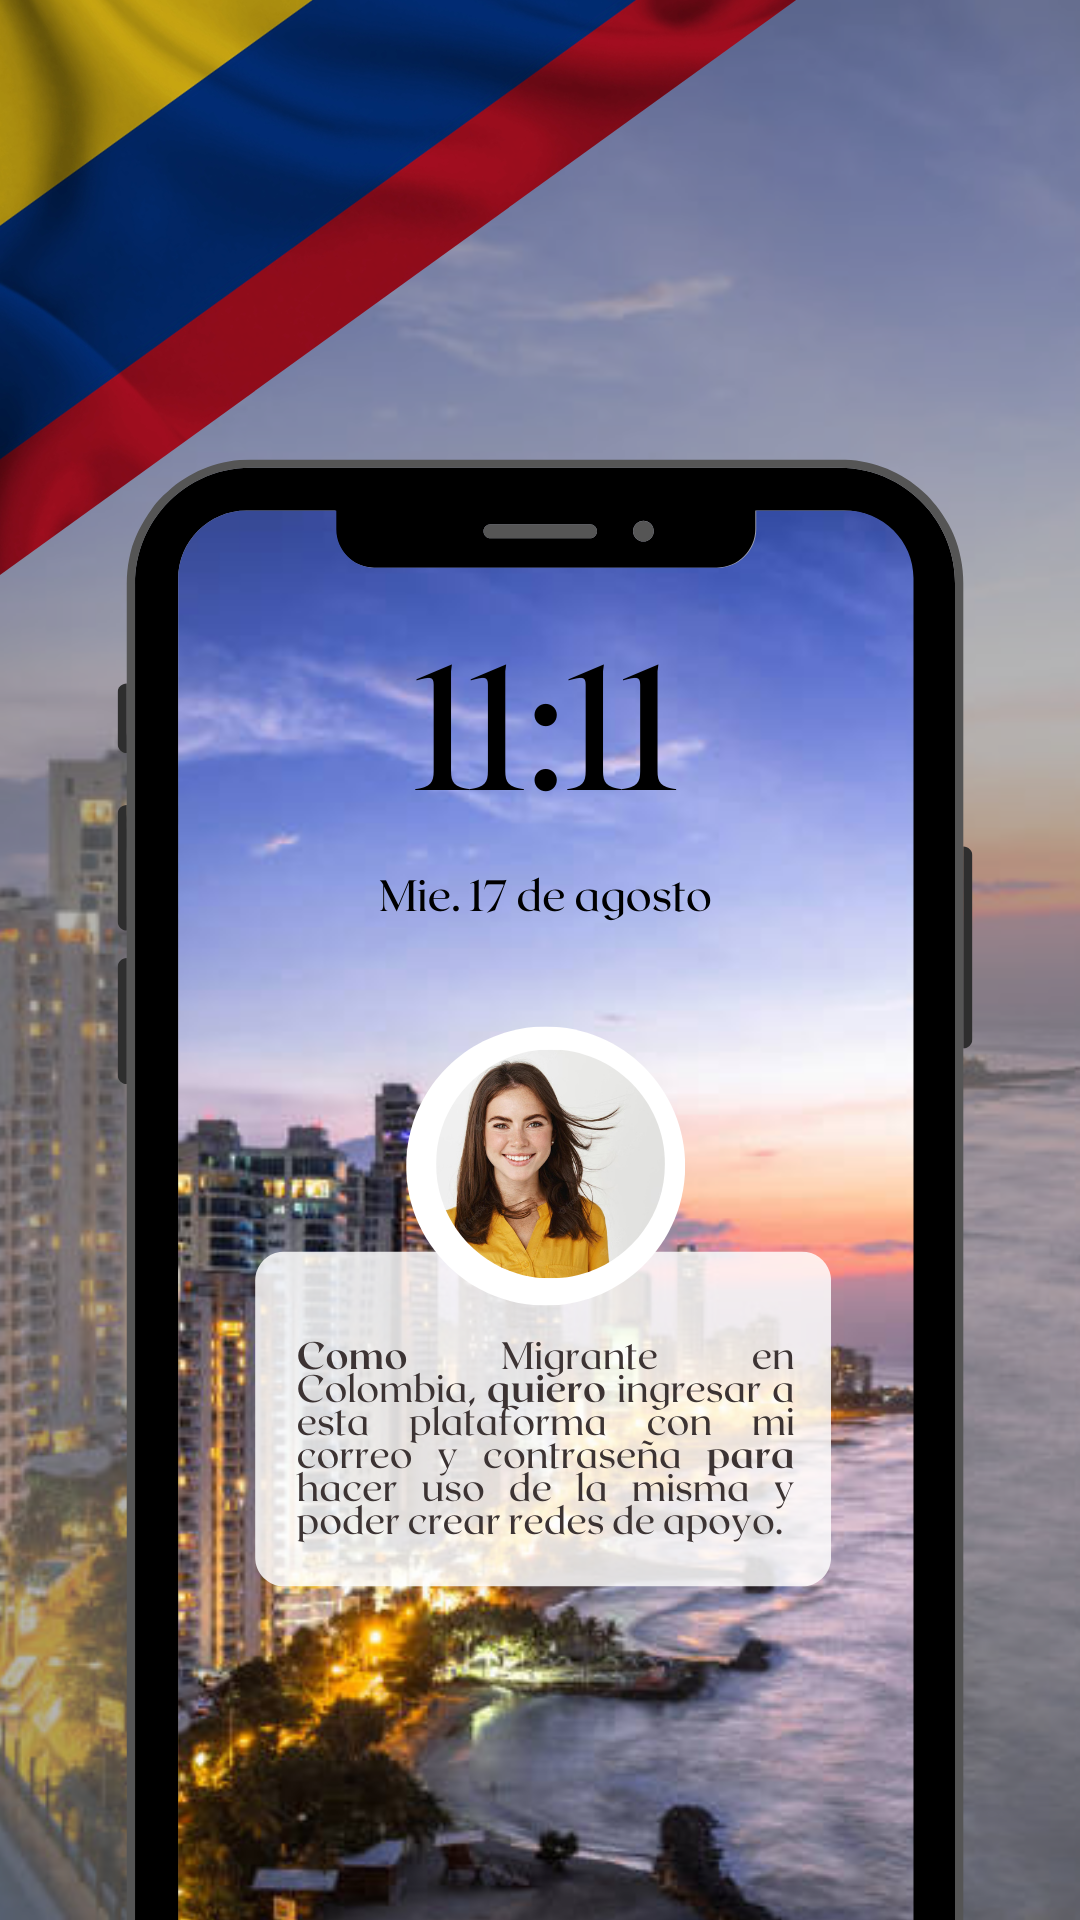 11:11
Mie. 17 de agosto
Como Migrante en
Colombia, quiero ingresar a
esta plataforma con mi
correo y contraseña para
hacer uso de la misma y
poder crear redes de apoyo.